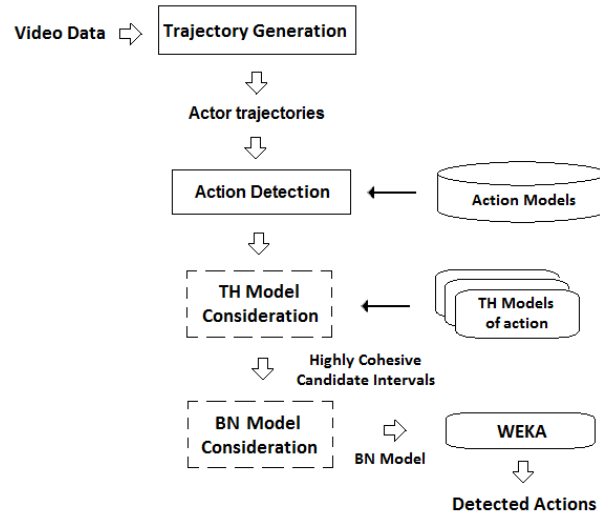 Video Data
Trajectory Generation
Actor trajectories
Action Detection
Action Models
TH Model
Consideration
TH Models
of action
Highly Cohesive
Candidate Intervals
BN Model
Consideration
BN Model
WEKA
Detected Actions